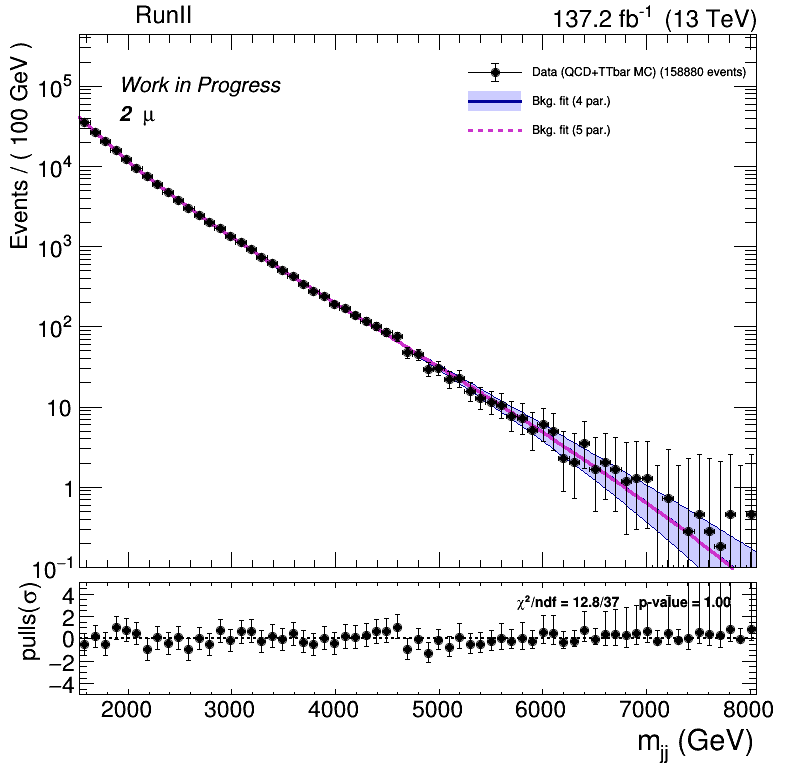 RunII 137.2 fb⁻¹ (13 TeV)
Work in Progress
2 μ
Data (QCD+TTbar MC) (158880 events)
Bkg. fit (4 par.)
Bkg. fit (5 par.)
Events / ( 100 GeV )
10⁵
10⁴
10³
10²
10
1
10⁻¹
χ²/ndf = 12.8/37 p-value = 1.00
pulls(σ)
4
2
0
−2
−4
2000 3000 4000 5000 6000 7000 8000
m_jj (GeV)